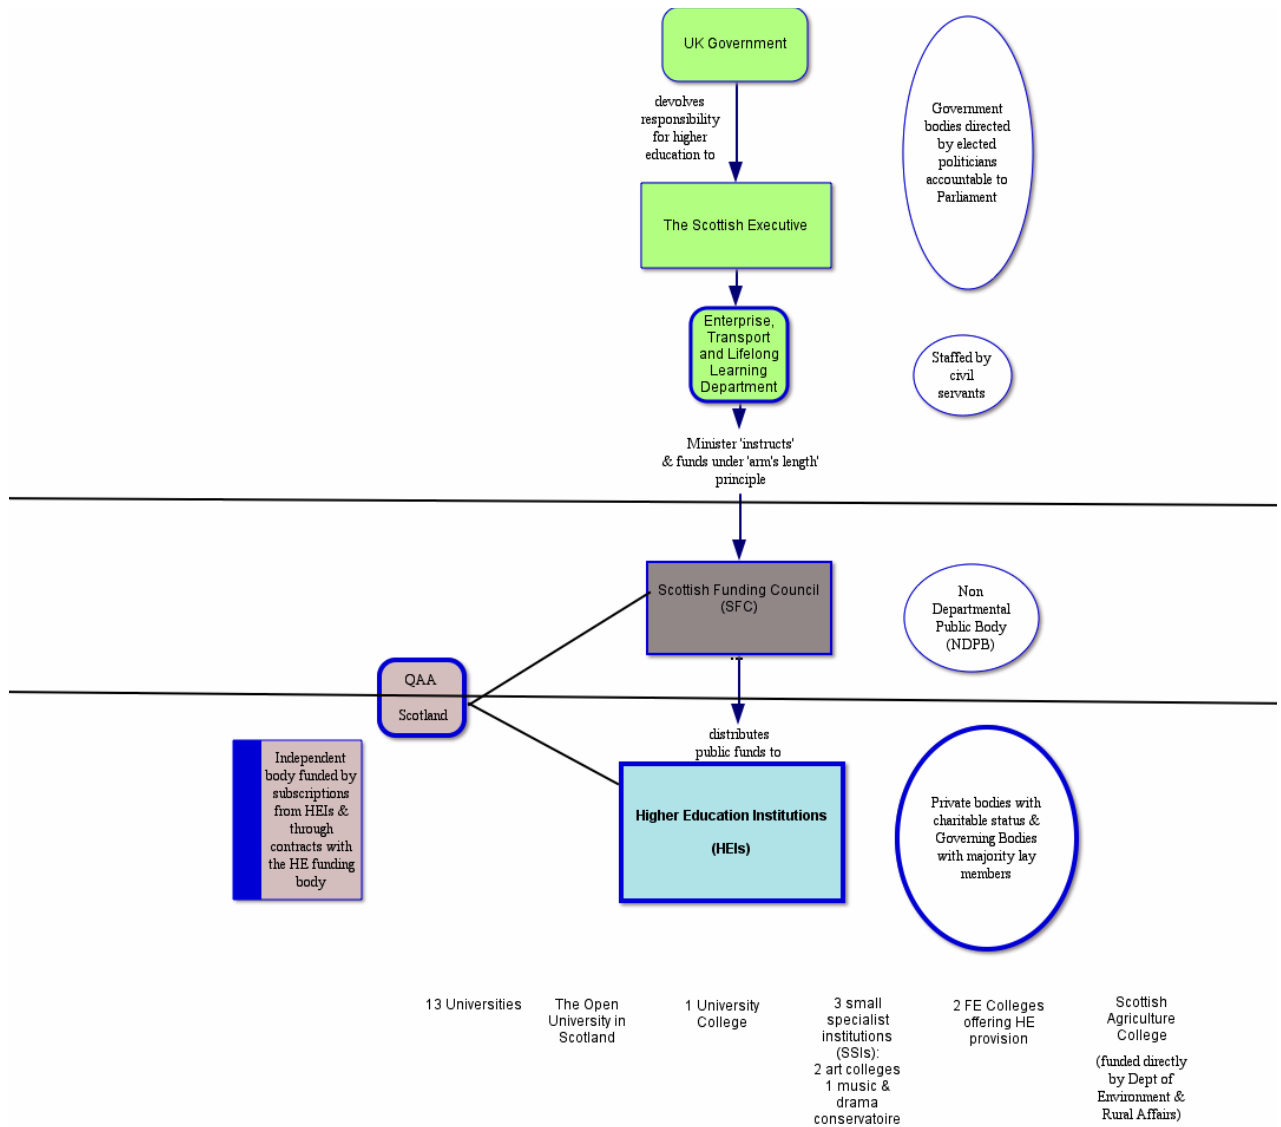 UK Government
devolves
responsibility
for higher
education to
Government
bodies directed
by elected
politicians
accountable to
Parliament
The Scottish Executive
Enterprise,
Transport
and Lifelong
Learning
Department
Staffed by
civil
servants
Minister 'instructs'
& funds under 'arm's length'
principle
Scottish Funding Council
(SFC)
Non
Departmental
Public Body
(NDPB)
QAA
Scotland
distributes
public funds to
Independent
body funded by
subscriptions
from HEIs &
through
contracts with
the HE funding
body
Higher Education Institutions
(HEIs)
Private bodies with
charitable status &
Governing Bodies
with majority lay
members
13 Universities
The Open
University in
Scotland
1 University
College
3 small
specialist
institutions
(SSIs):
2 art colleges
1 music &
drama
conservatoire
2 FE Colleges
offering HE
provision
Scottish
Agriculture
College
(funded directly
by Dept of
Environment &
Rural Affairs)